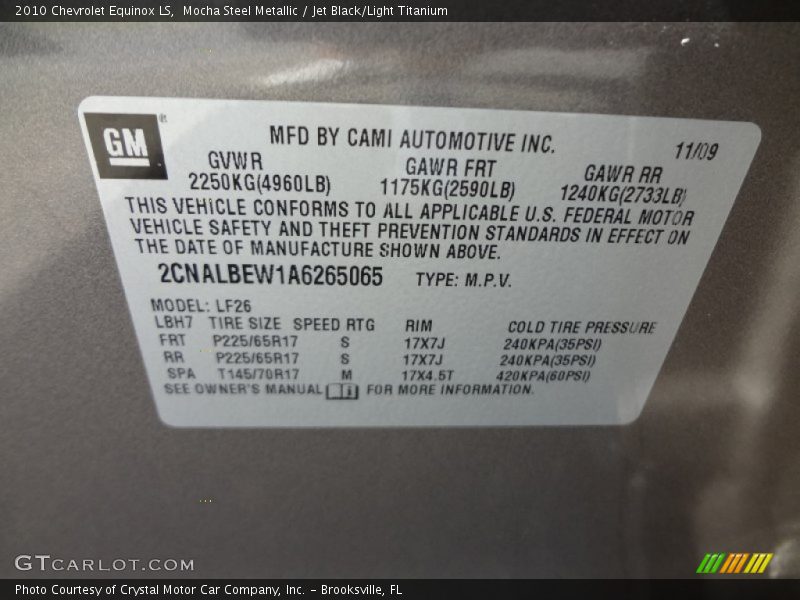 2010 Chevrolet Equinox LS, Mocha Steel Metallic / Jet Black/Light Titanium
GM
MFD BY CAMI AUTOMOTIVE INC. 11/09
GVWR GAWR FRT GAWR RR
2250KG(4960LB) 1175KG(2590LB) 1240KG(2733LB)
THIS VEHICLE CONFORMS TO ALL APPLICABLE U.S. FEDERAL MOTOR
VEHICLE SAFETY AND THEFT PREVENTION STANDARDS IN EFFECT ON
THE DATE OF MANUFACTURE SHOWN ABOVE.
2CNALBEW1A6265065 TYPE: M.P.V.
MODEL: LF26
LBH7 TIRE SIZE SPEED RTG RIM COLD TIRE PRESSURE
FRT P225/65R17 S 17X7J 240KPA(35PSI)
RR P225/65R17 S 17X7J 240KPA(35PSI)
SPA T145/70R17 M 17X4.5T 420KPA(60PSI)
SEE OWNER'S MANUAL FOR MORE INFORMATION.
GTCARLOT.COM
Photo Courtesy of Crystal Motor Car Company, Inc. - Brooksville, FL